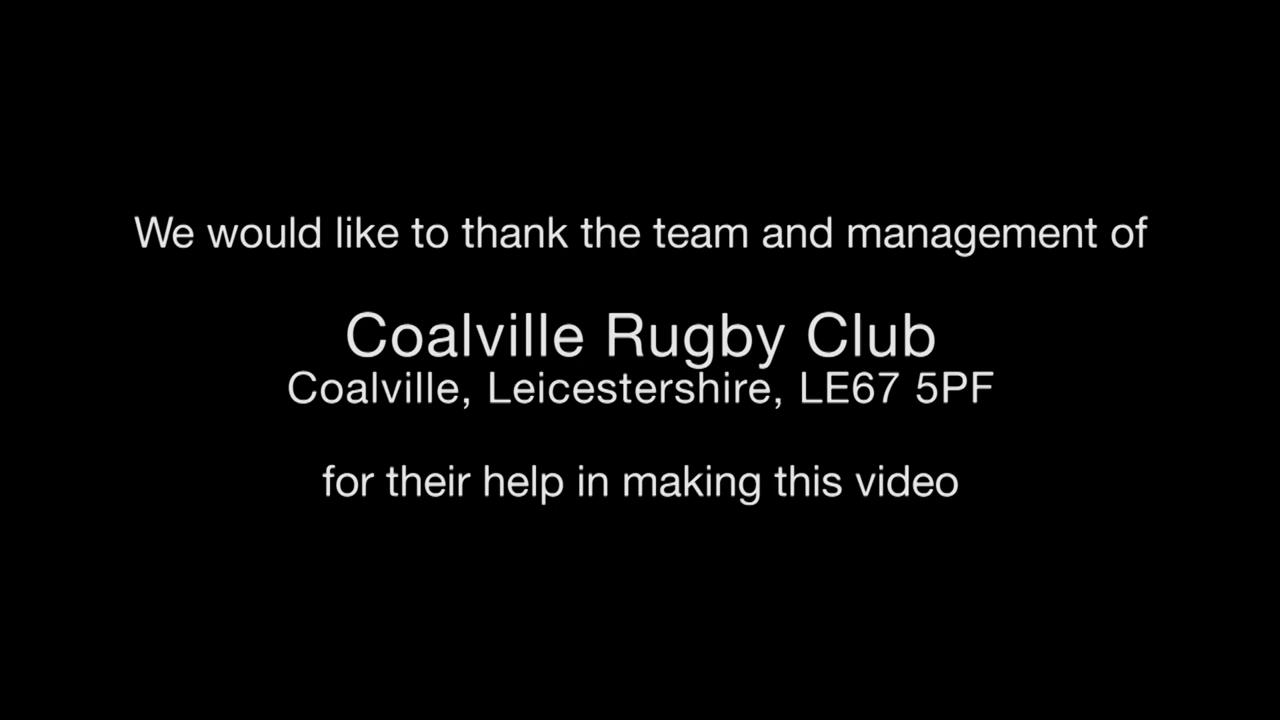 We would like to thank the team and management of
Coalville Rugby Club
Coalville, Leicestershire, LE67 5PF
for their help in making this video